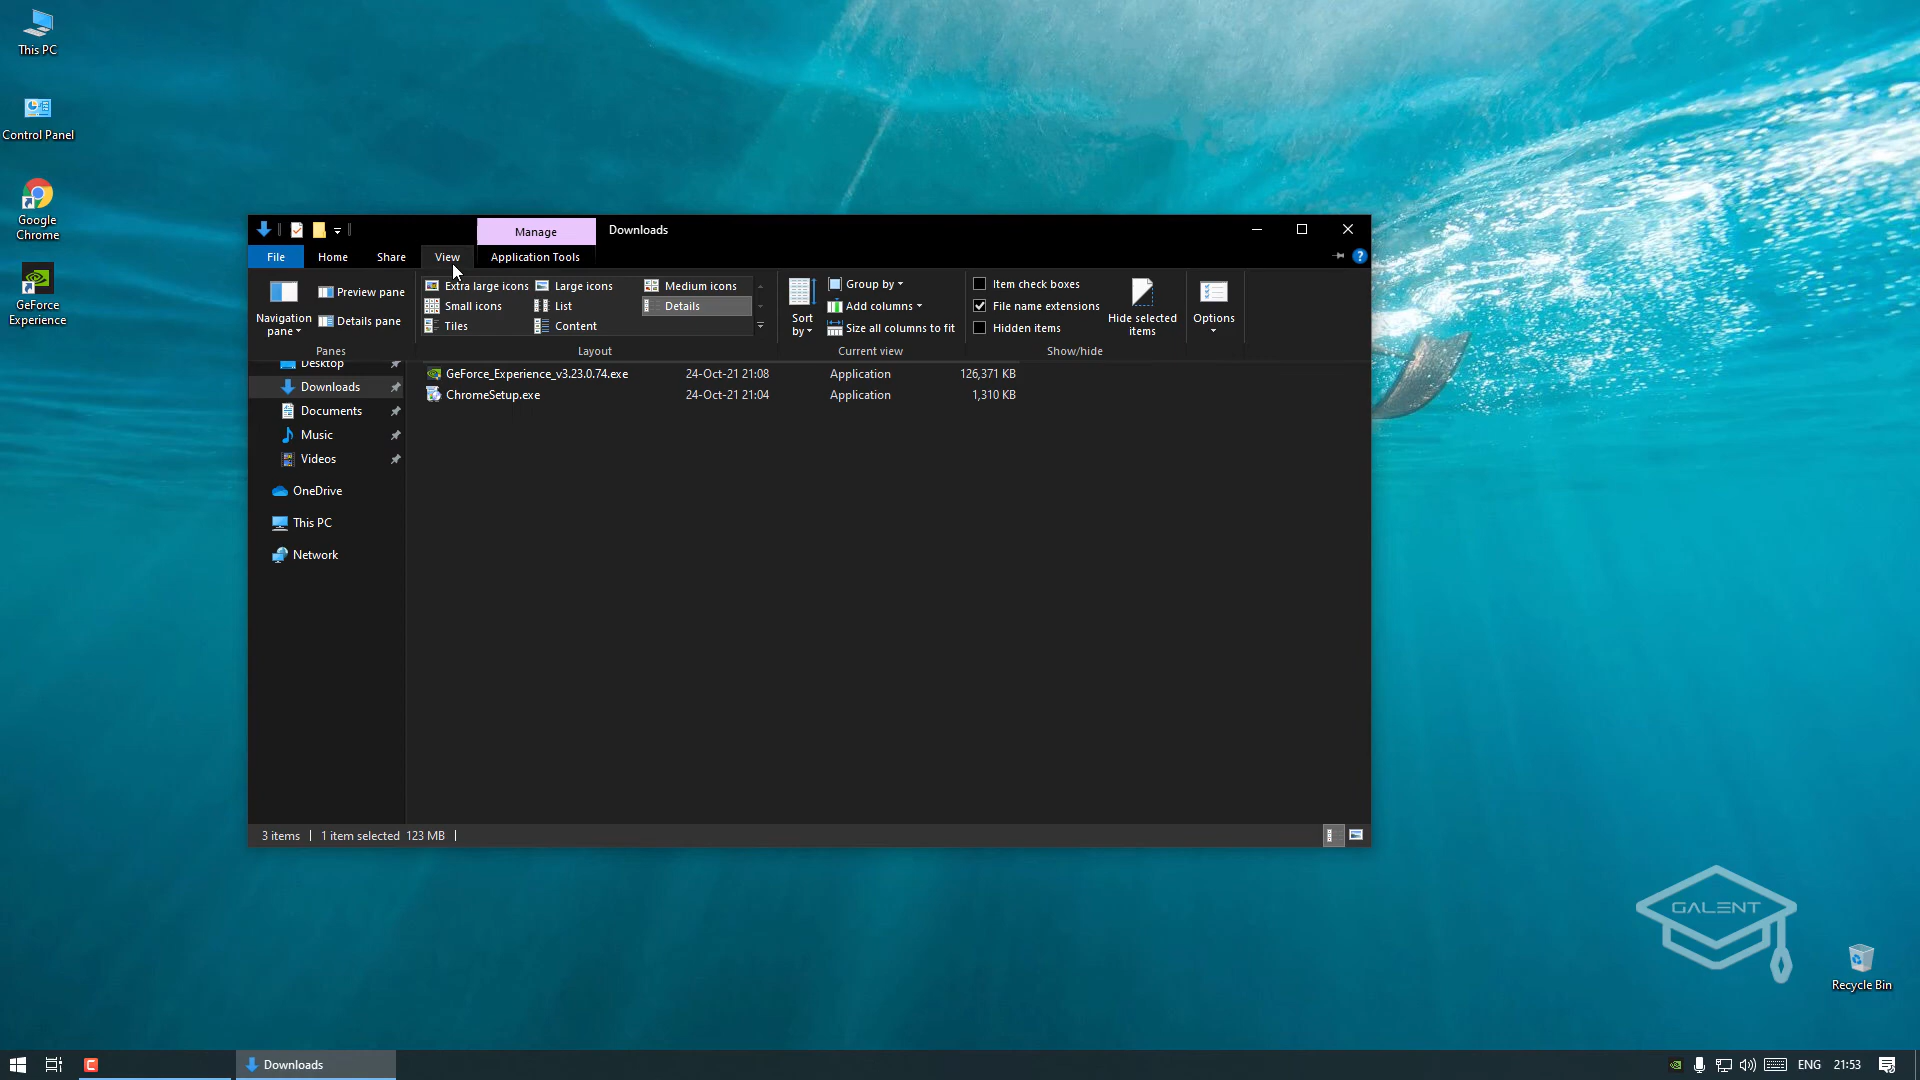 This PC
Control Panel
Google
Chrome
GeForce
Experience
Manage
Downloads
File
Home
Share
View
Application Tools
Navigation
pane
Preview pane
Details pane
Panes
Extra large icons
Large icons
Medium icons
Small icons
List
Details
Tiles
Content
Layout
Sort
by
Group by
Add columns
Size all columns to fit
Current view
Item check boxes
File name extensions
Hidden items
Hide selected
items
Show/hide
Options
Desktop
Downloads
Documents
Music
Videos
OneDrive
This PC
Network
GeForce_Experience_v3.23.0.74.exe 24-Oct-21 21:08 Application 126,371 KB
ChromeSetup.exe 24-Oct-21 21:04 Application 1,310 KB
3 items 1 item selected 123 MB
GALENT
Recycle Bin
Downloads
ENG
21:53